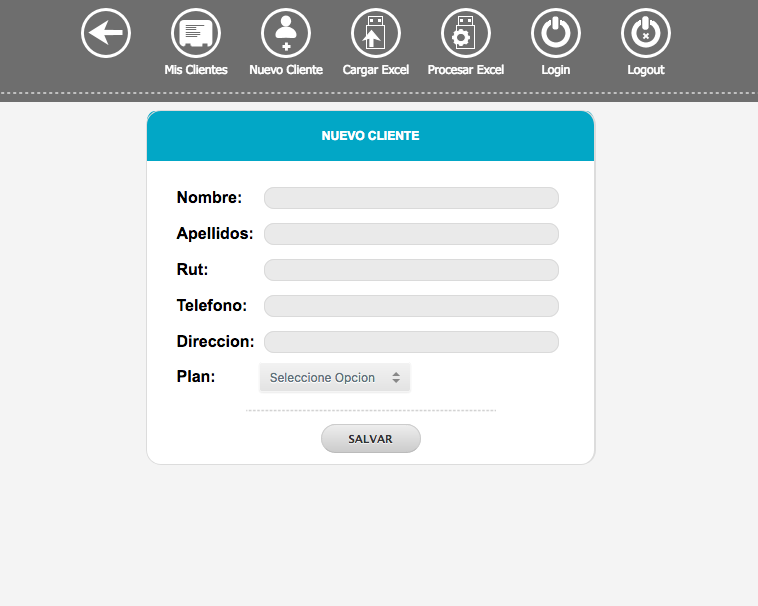 Mis Clientes
Nuevo Cliente
Cargar Excel
Procesar Excel
Login
Logout
NUEVO CLIENTE
Nombre:
Apellidos:
Rut:
Telefono:
Direccion:
Plan: Seleccione Opcion
SALVAR